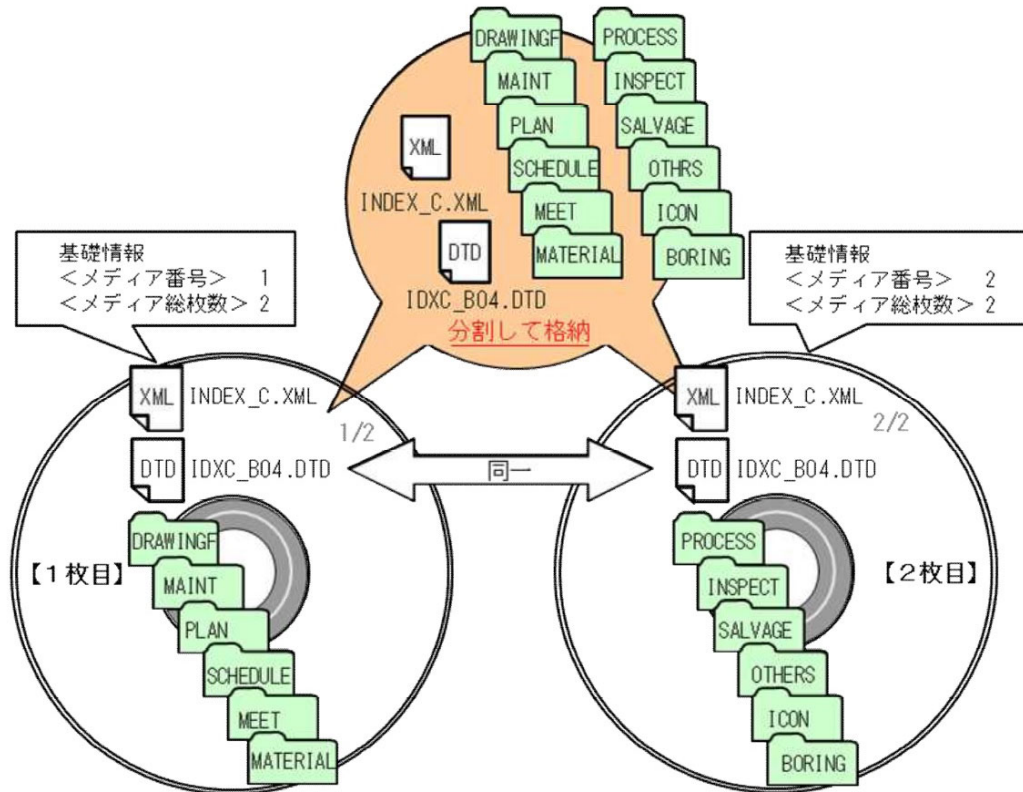 DRAWINGF
MAINT
PLAN
SCHEDULE
MEET
MATERIAL
PROCESS
INSPECT
SALVAGE
OTHRS
ICON
BORING
XML
INDEX_C.XML
DTD
IDXC_B04.DTD
分割して格納
基礎情報
<メディア番号> 1
<メディア総枚数> 2
基礎情報
<メディア番号> 2
<メディア総枚数> 2
XML INDEX_C.XML
1/2
DTD IDXC_B04.DTD
同一
XML INDEX_C.XML
2/2
DTD IDXC_B04.DTD
【1枚目】
DRAWINGF
MAINT
PLAN
SCHEDULE
MEET
MATERIAL
【2枚目】
PROCESS
INSPECT
SALVAGE
OTHERS
ICON
BORING